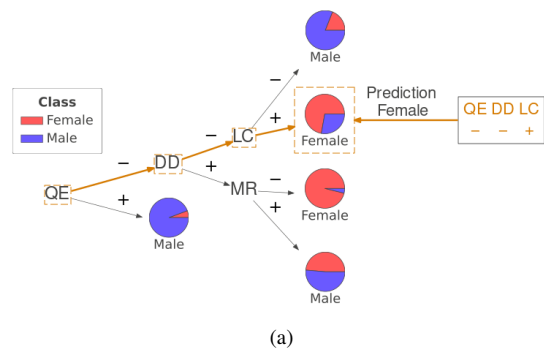 Class
Female
Male
QE
−
+
DD
Male
−
+
LC
−
+
Male
Female
MR
−
+
Female
Male
Prediction
Female
QE DD LC
− − +
(a)